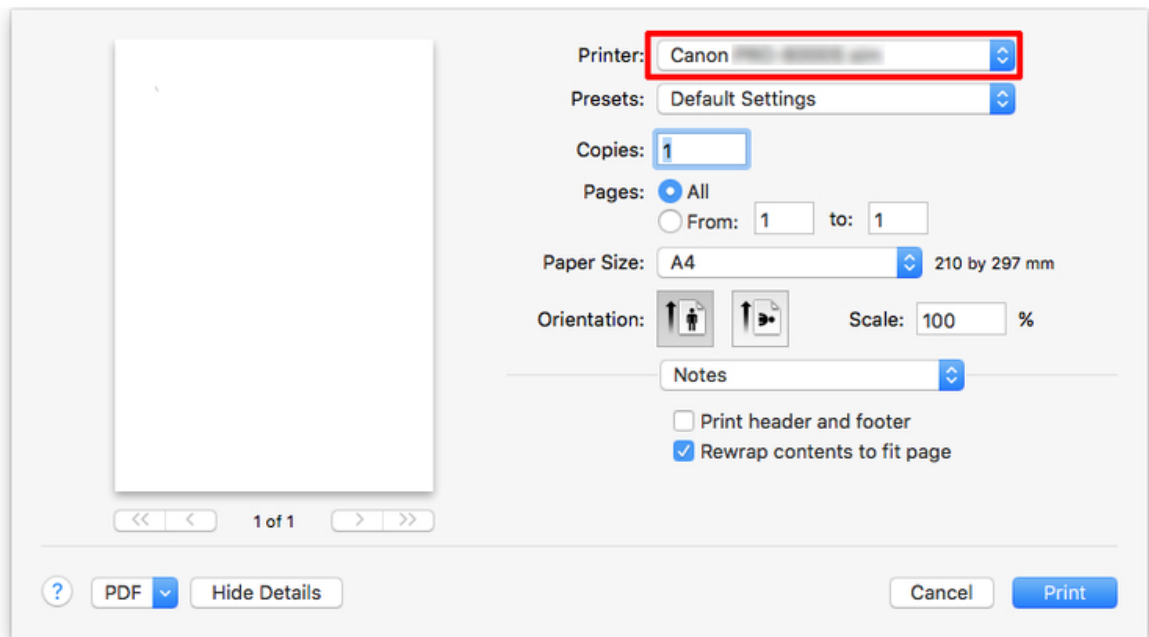 Printer: Canon
Presets: Default Settings
Copies: 1
Pages: All
From: 1 to: 1
Paper Size: A4 210 by 297 mm
Orientation: Scale: 100 %
Notes
Print header and footer
Rewrap contents to fit page
<< < 1 of 1 > >>
? PDF Hide Details Cancel Print